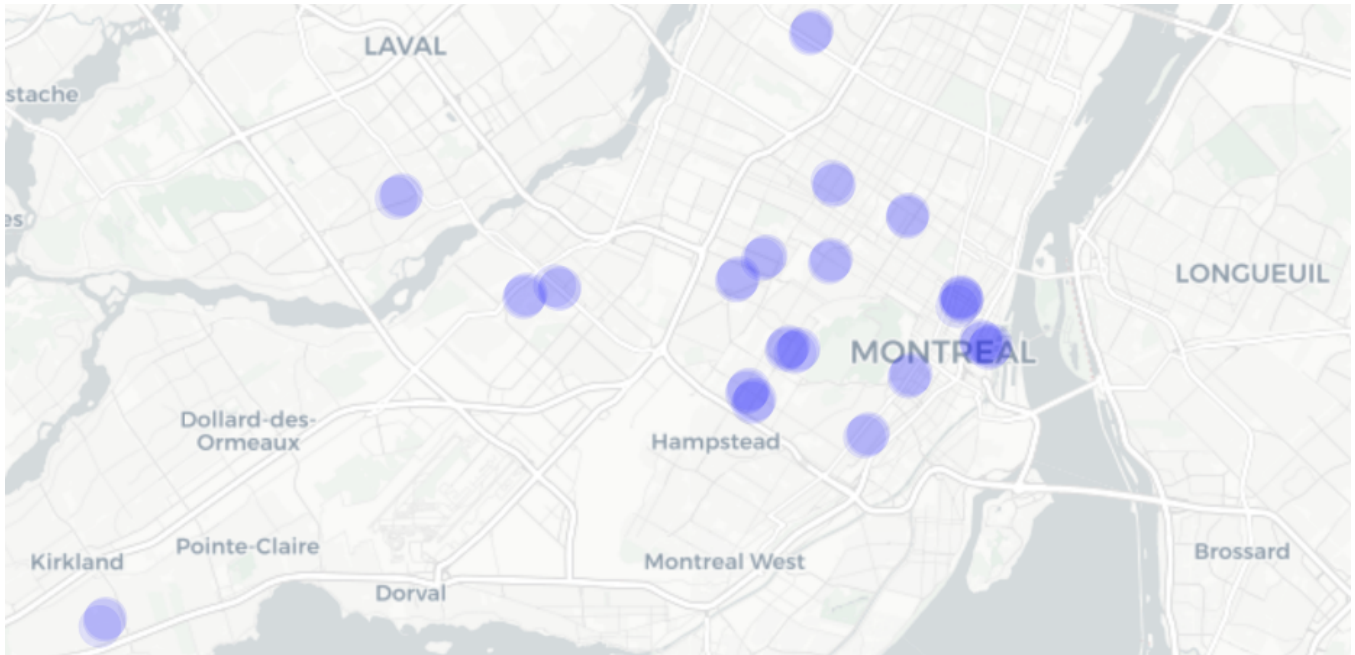 LAVAL
stache
es
LONGUEUIL
MONTREAL
Dollard-des-
Ormeaux
Hampstead
Pointe-Claire
Kirkland
Montreal West
Brossard
Dorval